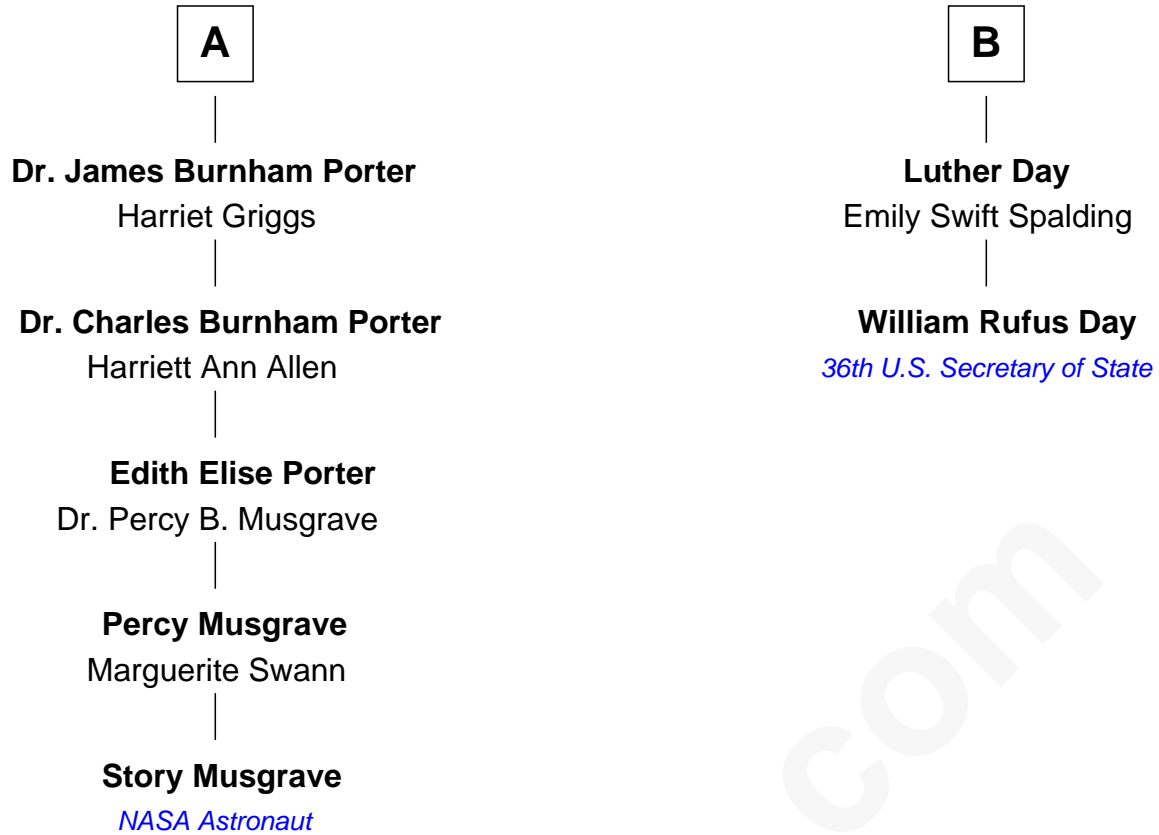 A
Dr. James Burnham Porter
Harriet Griggs
Dr. Charles Burnham Porter
Harriett Ann Allen
Edith Elise Porter
Dr. Percy B. Musgrave
Percy Musgrave
Marguerite Swann
Story Musgrave
NASA Astronaut
B
Luther Day
Emily Swift Spalding
William Rufus Day
36th U.S. Secretary of State
com